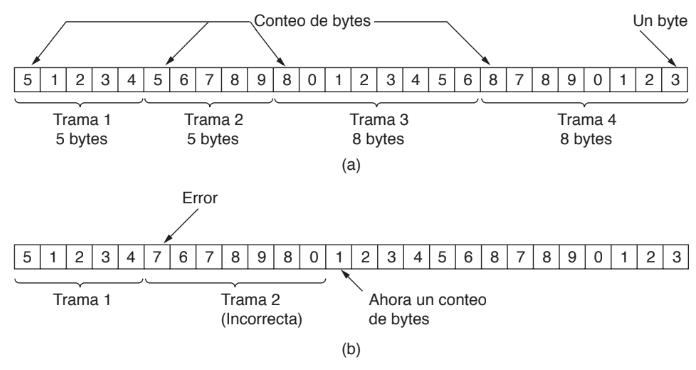 Conteo de bytes Un byte
5 1 2 3 4 5 6 7 8 9 8 0 1 2 3 4 5 6 8 7 8 9 0 1 2 3
Trama 1 Trama 2 Trama 3 Trama 4
5 bytes 5 bytes 8 bytes 8 bytes
(a)
Error
5 1 2 3 4 7 6 7 8 9 8 0 1 2 3 4 5 6 8 7 8 9 0 1 2 3
Trama 1 Trama 2 Ahora un conteo
(Incorrecta) de bytes
(b)